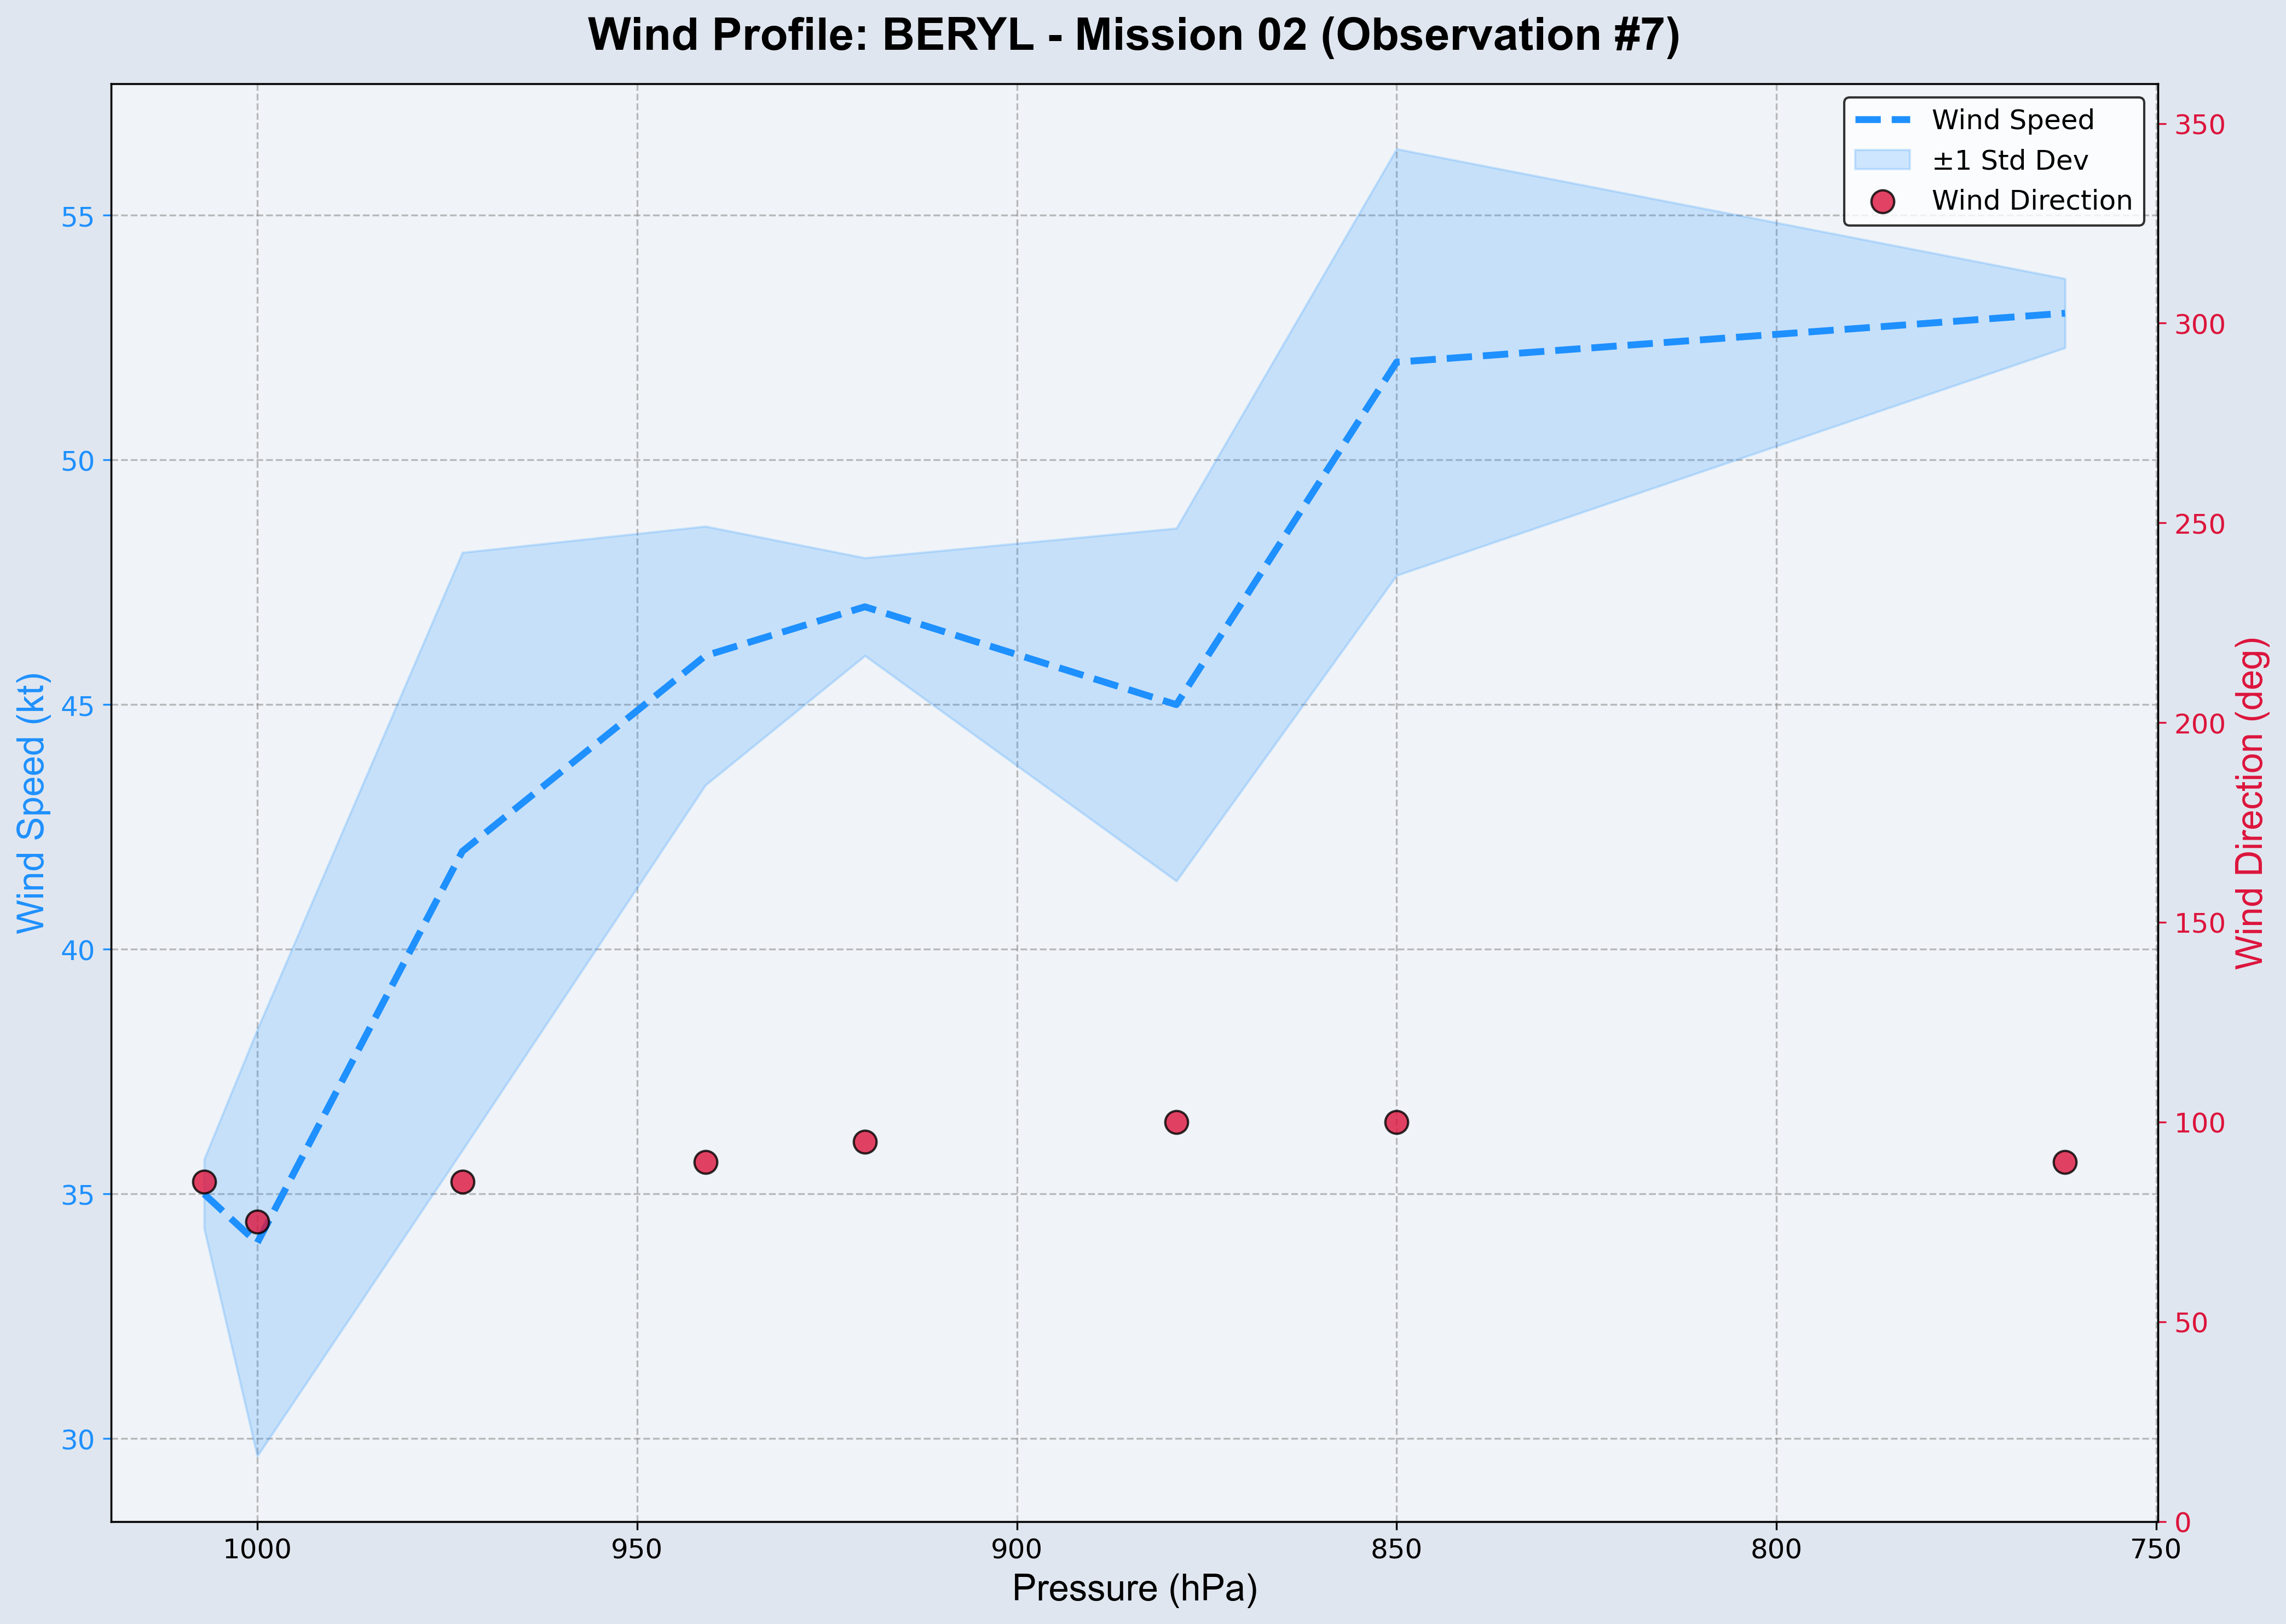 Wind Profile: BERYL - Mission 02 (Observation #7)
Wind Speed
±1 Std Dev
Wind Direction
Wind Speed (kt)
55
50
45
40
35
30
350
300
250
200
150
100
50
0
Wind Direction (deg)
1000
950
900
850
800
750
Pressure (hPa)